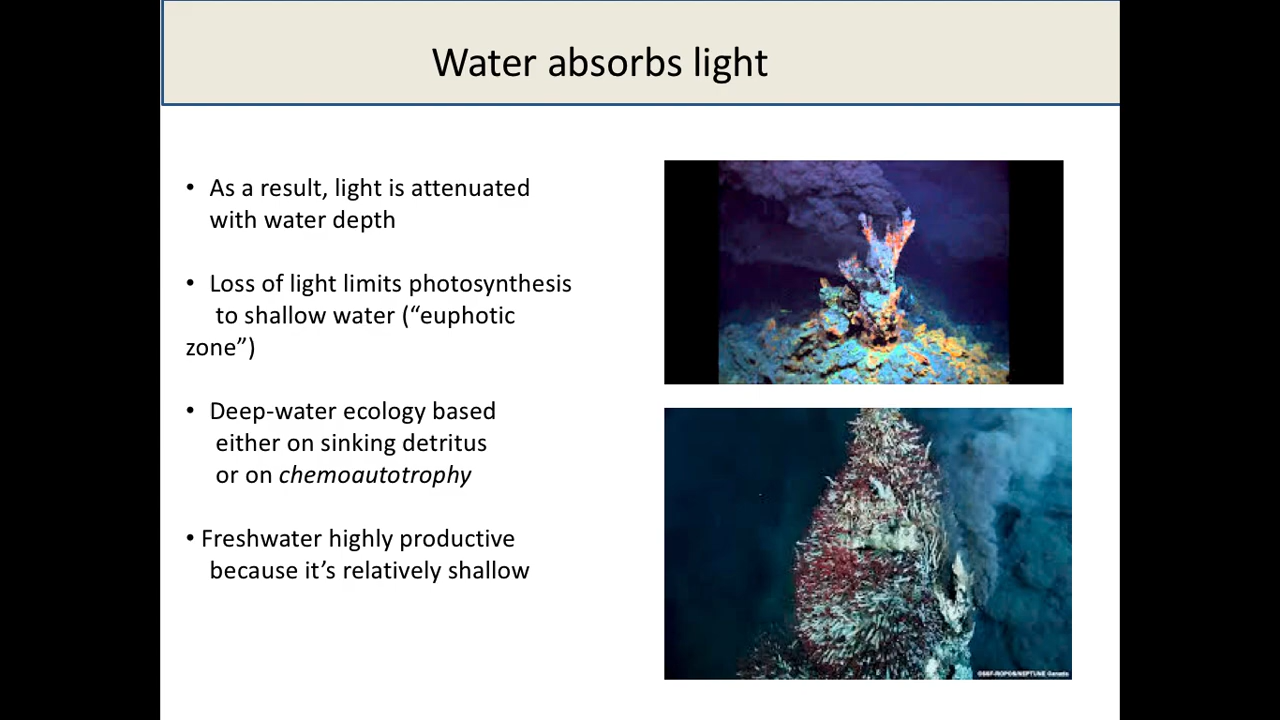 Water absorbs light
• As a result, light is attenuated
with water depth
• Loss of light limits photosynthesis
to shallow water (“euphotic
zone”)
• Deep-water ecology based
either on sinking detritus
or on chemoautotrophy
• Freshwater highly productive
because it’s relatively shallow